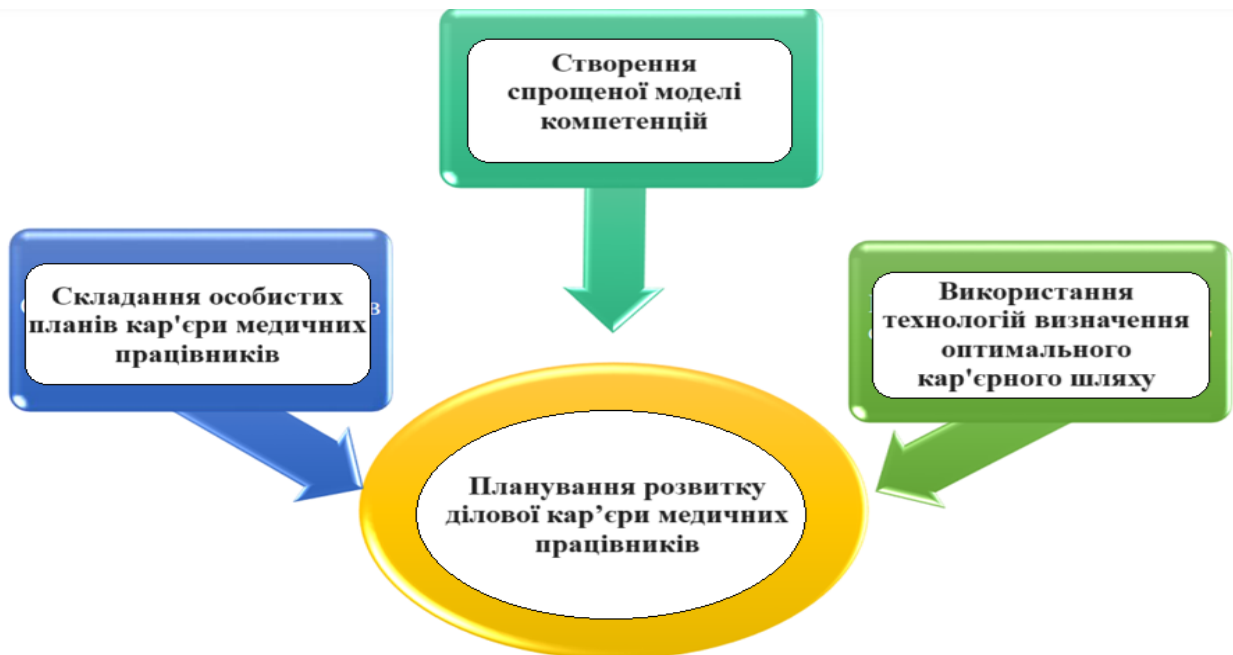 Створення
спрощеної моделі
компетенцій
Складання особистих
планів кар'єри медичних
працівників
Використання
технологій визначення
оптимального
кар'єрного шляху
Планування розвитку
ділової кар’єри медичних
працівників